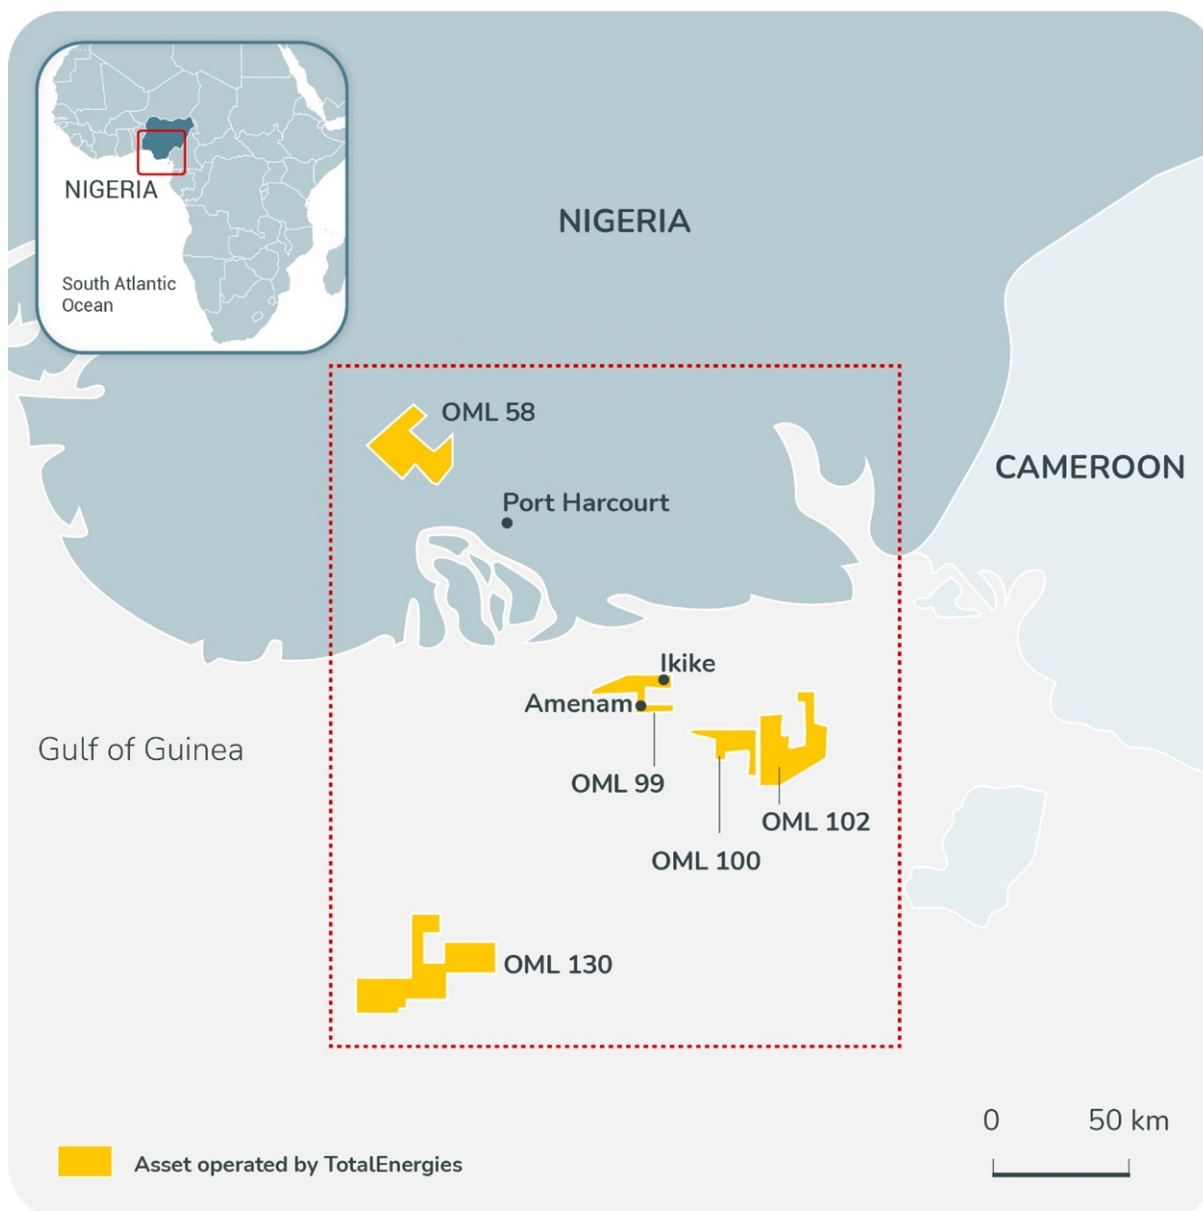 NIGERIA
South Atlantic
Ocean
NIGERIA
OML 58
CAMEROON
Port Harcourt
Ikike
Amenam
Gulf of Guinea
OML 99
OML 102
OML 100
OML 130
0 50 km
Asset operated by TotalEnergies